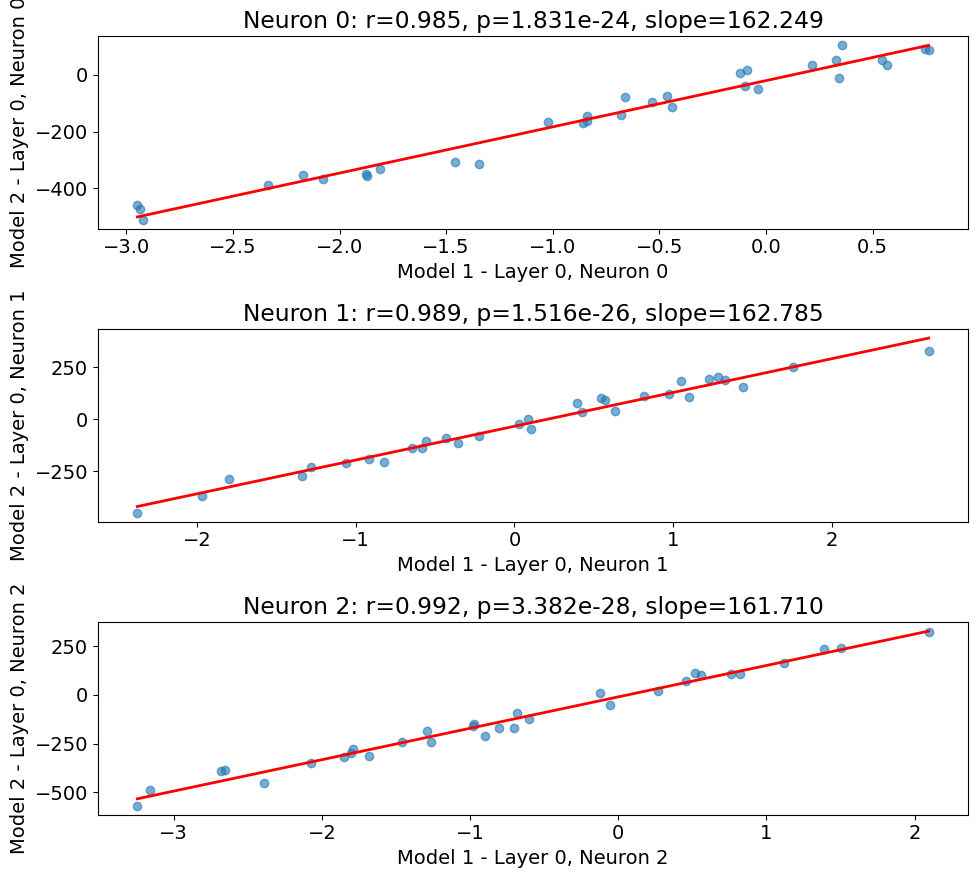 Neuron 0: r=0.985, p=1.831e-24, slope=162.249
Model 2 - Layer 0, Neuron 0
0
−200
−400
−3.0 −2.5 −2.0 −1.5 −1.0 −0.5 0.0 0.5
Model 1 - Layer 0, Neuron 0
Neuron 1: r=0.989, p=1.516e-26, slope=162.785
Model 2 - Layer 0, Neuron 1
250
0
−250
−2 −1 0 1 2
Model 1 - Layer 0, Neuron 1
Neuron 2: r=0.992, p=3.382e-28, slope=161.710
Model 2 - Layer 0, Neuron 2
250
0
−250
−500
−3 −2 −1 0 1 2
Model 1 - Layer 0, Neuron 2